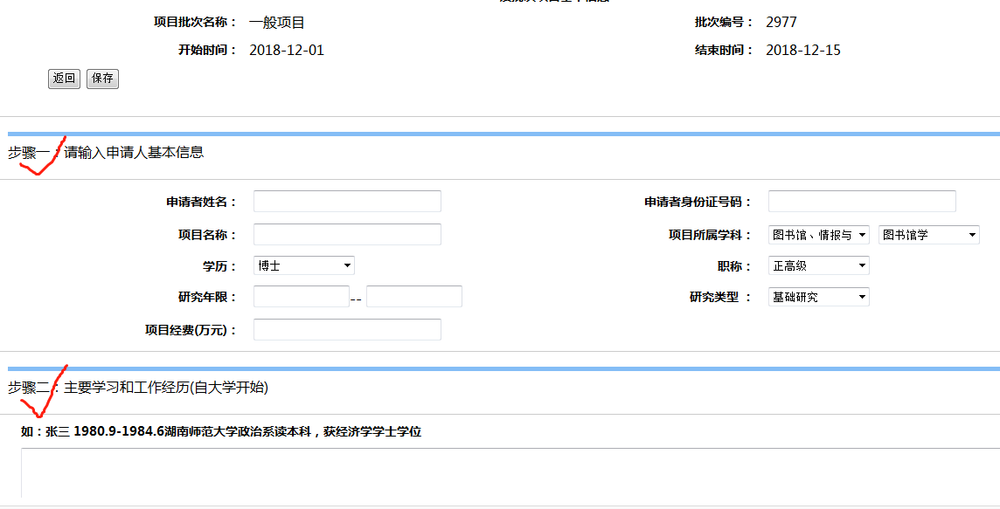 项目批次名称： 一般项目 批次编号： 2977
开始时间： 2018-12-01 结束时间： 2018-12-15
返回 保存
步骤一：请输入申请人基本信息
申请者姓名： 申请者身份证号码：
项目名称： 项目所属学科： 图书馆、情报与 图书馆学
学历： 博士 职称： 正高级
研究年限： -- 研究类型 ： 基础研究
项目经费(万元)：
步骤二：主要学习和工作经历(自大学开始)
如：张三 1980.9-1984.6湖南师范大学政治系读本科，获经济学学士学位